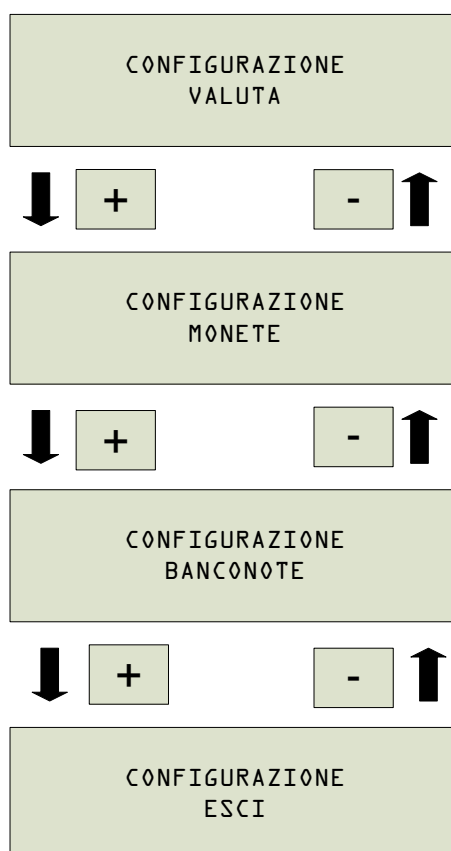 CONFIGURAZIONE
VALUTA
+ -
CONFIGURAZIONE
MONETE
+ -
CONFIGURAZIONE
BANCONOTE
+ -
CONFIGURAZIONE
ESCI